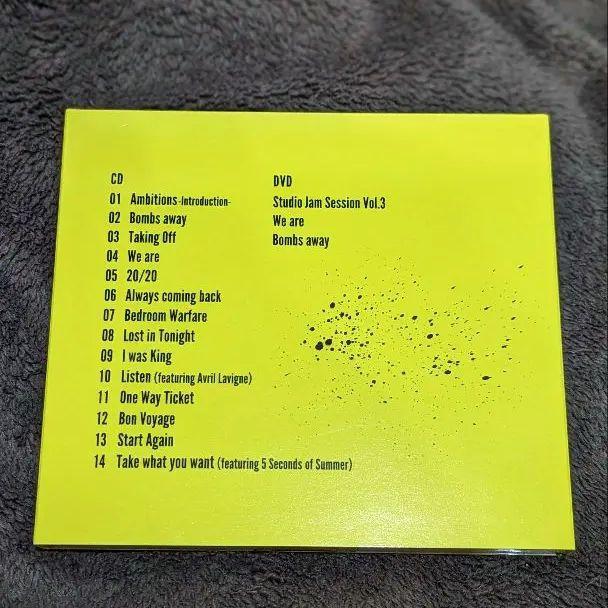 CD
01 Ambitions -Introduction-
02 Bombs away
03 Taking Off
04 We are
05 20/20
06 Always coming back
07 Bedroom Warfare
08 Lost in Tonight
09 I was King
10 Listen (featuring Avril Lavigne)
11 One Way Ticket
12 Bon Voyage
13 Start Again
14 Take what you want (featuring 5 Seconds of Summer)
DVD
Studio Jam Session Vol.3
We are
Bombs away